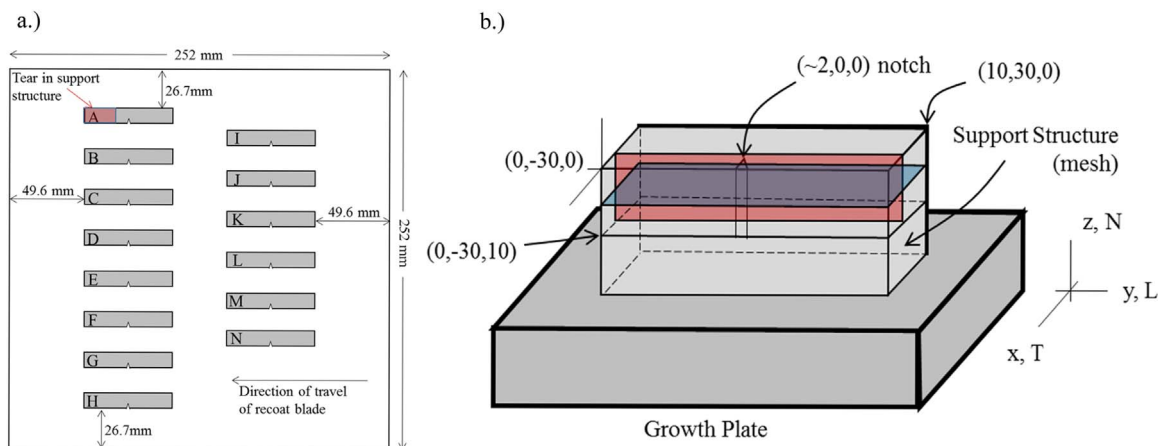 a.)
252 mm
Tear in support
structure
26.7mm
A
B
C
D
E
F
G
H
I
J
K
L
M
N
49.6 mm
49.6 mm
252 mm
Direction of travel
of recoat blade
26.7mm
b.)
(~2,0,0) notch
(10,30,0)
(0,-30,0)
Support Structure
(mesh)
(0,-30,10)
z, N
y, L
x, T
Growth Plate